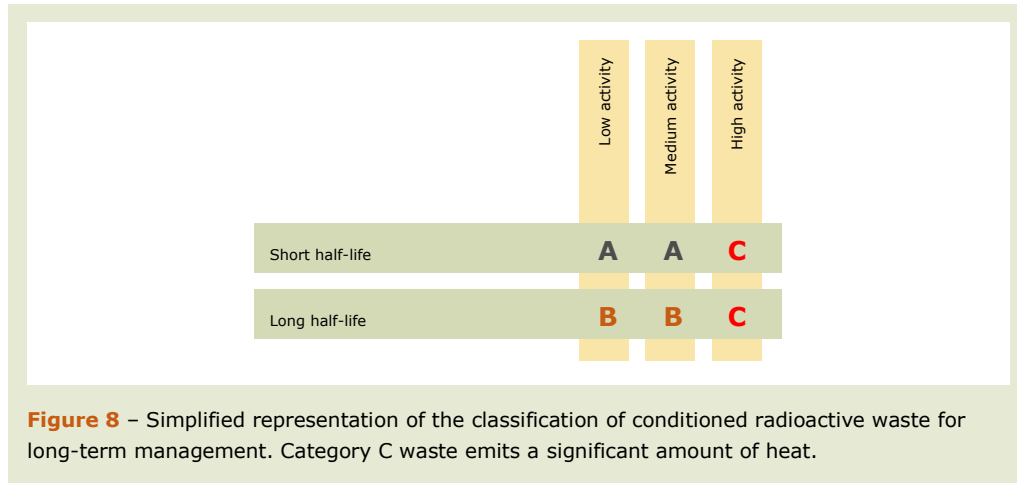 Low activity
Medium activity
High activity
Short half-life A A C
Long half-life B B C
Figure 8 – Simplified representation of the classification of conditioned radioactive waste for
long-term management. Category C waste emits a significant amount of heat.